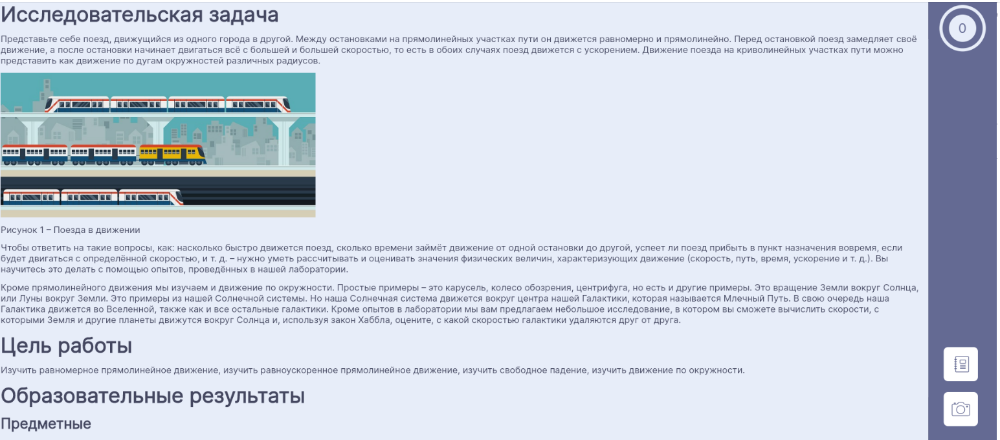 Исследовательская задача
0
Представьте себе поезд, движущийся из одного города в другой. Между остановками на прямолинейных участках пути он движется равномерно и прямолинейно. Перед остановкой поезд замедляет своё
движение, а после остановки начинает двигаться всё с большей и большей скоростью, то есть в обоих случаях поезд движется с ускорением. Движение поезда на криволинейных участках пути можно
представить как движение по дугам окружностей различных радиусов.
Рисунок 1 – Поезда в движении
Чтобы ответить на такие вопросы, как: насколько быстро движется поезд, сколько времени займёт движение от одной остановки до другой, успеет ли поезд прибыть в пункт назначения вовремя, если
будет двигаться с определённой скоростью, и т. д. – нужно уметь рассчитывать и оценивать значения физических величин, характеризующих движение (скорость, путь, время, ускорение и т. д.). Вы
научитесь это делать с помощью опытов, проведённых в нашей лаборатории.
Кроме прямолинейного движения мы изучаем и движение по окружности. Простые примеры – это карусель, колесо обозрения, центрифуга, но есть и другие примеры. Это вращение Земли вокруг Солнца,
или Луны вокруг Земли. Это примеры из нашей Солнечной системы. Но наша Солнечная система движется вокруг центра нашей Галактики, которая называется Млечный Путь. В свою очередь наша
Галактика движется во Вселенной, также как и все остальные галактики. Кроме опытов в лаборатории мы вам предлагаем небольшое исследование, в котором вы сможете вычислить скорости, с
которыми Земля и другие планеты движутся вокруг Солнца и, используя закон Хаббла, оцените, с какой скоростью галактики удаляются друг от друга.
Цель работы
Изучить равномерное прямолинейное движение, изучить равноускоренное прямолинейное движение, изучить свободное падение, изучить движение по окружности.
Образовательные результаты
Предметные